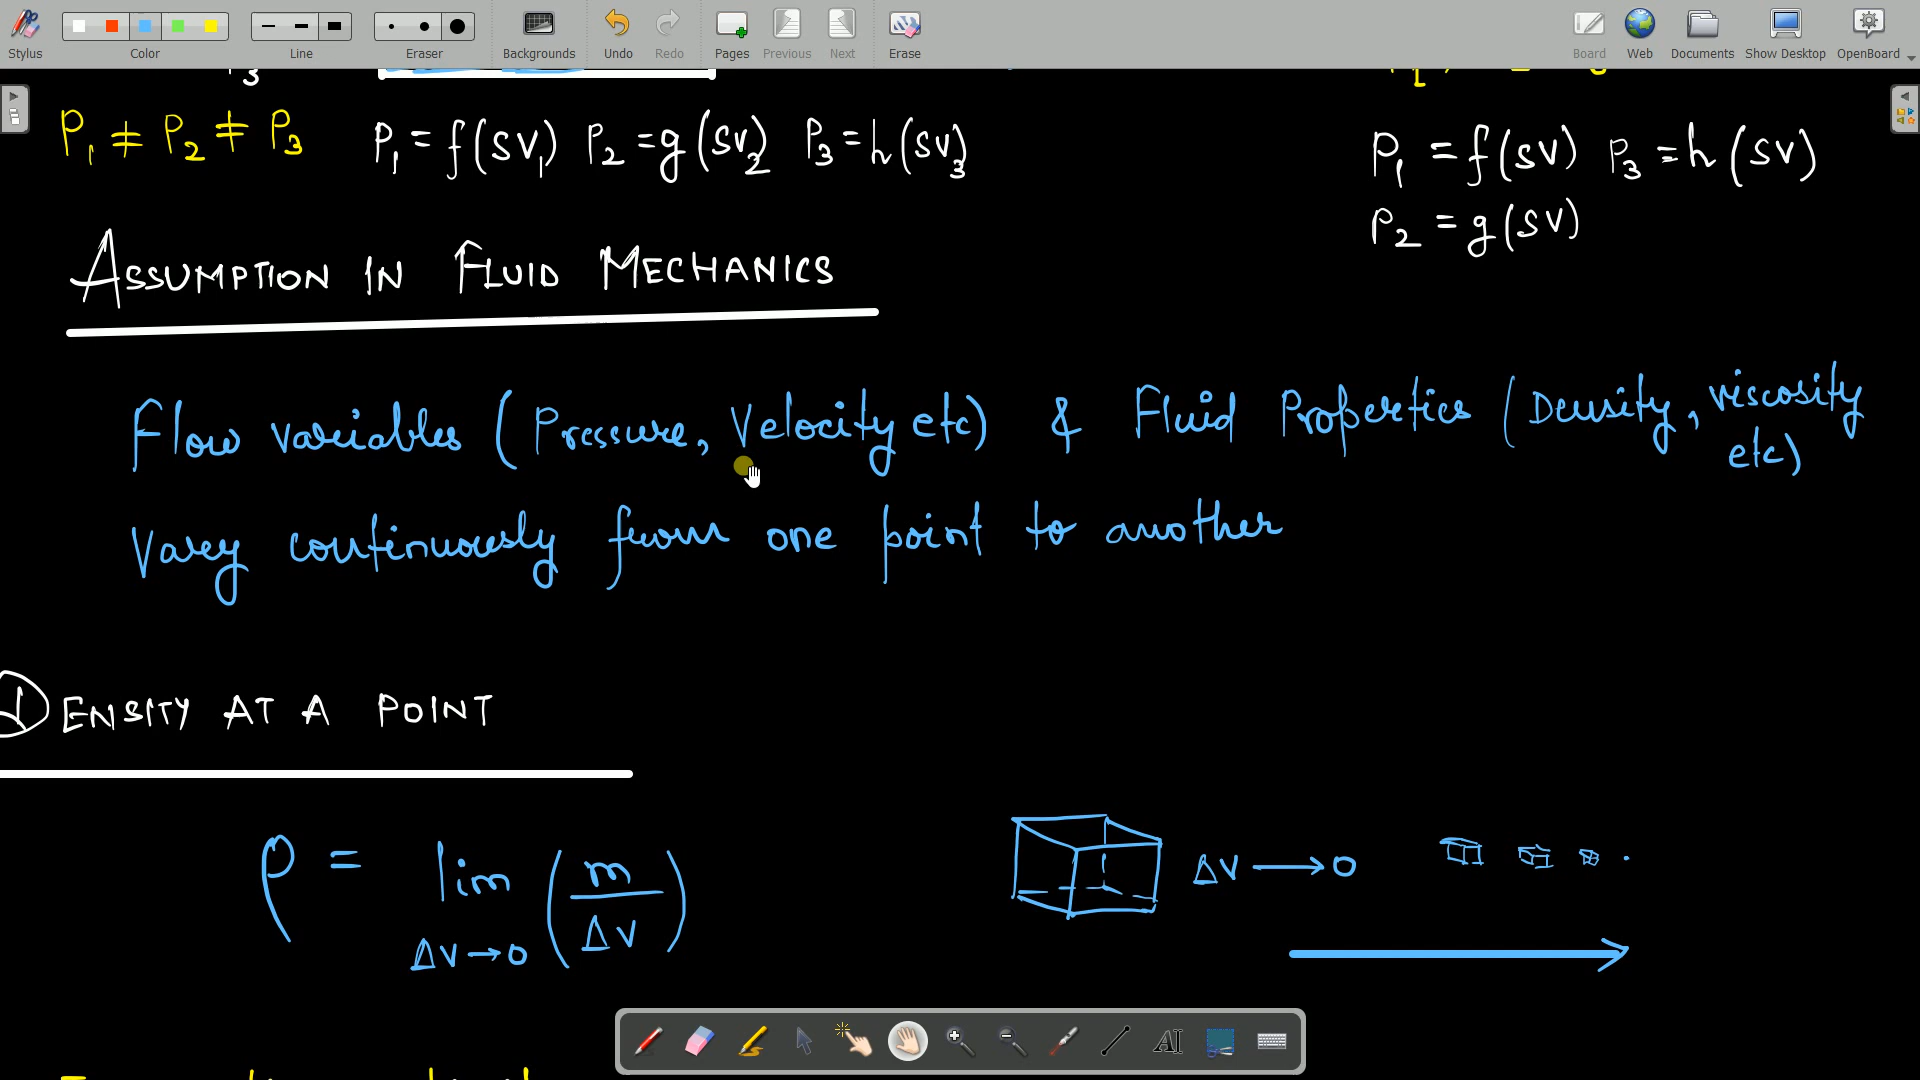 Stylus Color Line Eraser Backgrounds Undo Redo Pages Previous Next Erase Board Web Documents Show Desktop OpenBoard
P₁ ≠ P₂ ≠ P₃ P₁ = f(SV₁) P₂ = g(SV₂) P₃ = h(SV₃)
P₁ = f(SV) P₃ = h(SV)
P₂ = g(SV)
ASSUMPTION IN FLUID MECHANICS
Flow variables (Pressure, Velocity etc) & Fluid Properties (Density, viscosity etc)
Vary continuously from one point to another
DENSITY AT A POINT
ρ = lim ΔV→0 (m/ΔV)
ΔV → 0